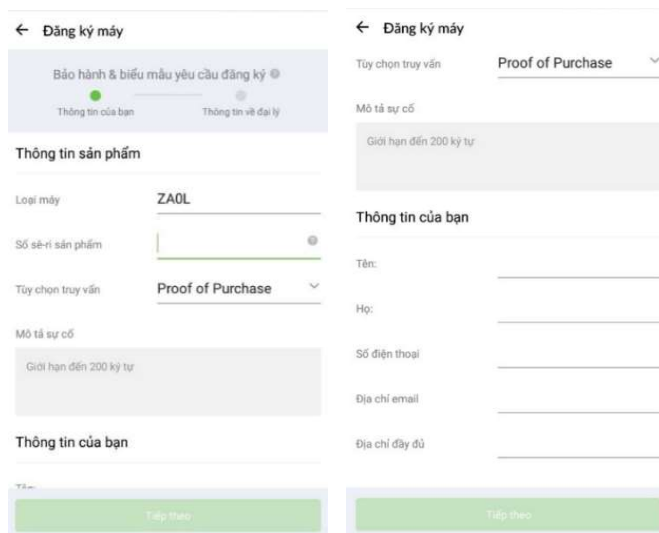 ← Đăng ký máy
Bảo hành & biểu mẫu yêu cầu đăng ký
Thông tin của bạn
Thông tin về đại lý
Thông tin sản phẩm
Loại máy ZA0L
Số sê-ri sản phẩm
Tùy chọn truy vấn Proof of Purchase
Mô tả sự cố
Giới hạn đến 200 ký tự
Thông tin của bạn
Tên:
Tiếp theo
← Đăng ký máy
Tùy chọn truy vấn Proof of Purchase
Mô tả sự cố
Giới hạn đến 200 ký tự
Thông tin của bạn
Tên:
Họ:
Số điện thoại
Địa chỉ email
Địa chỉ đầy đủ
Tiếp theo